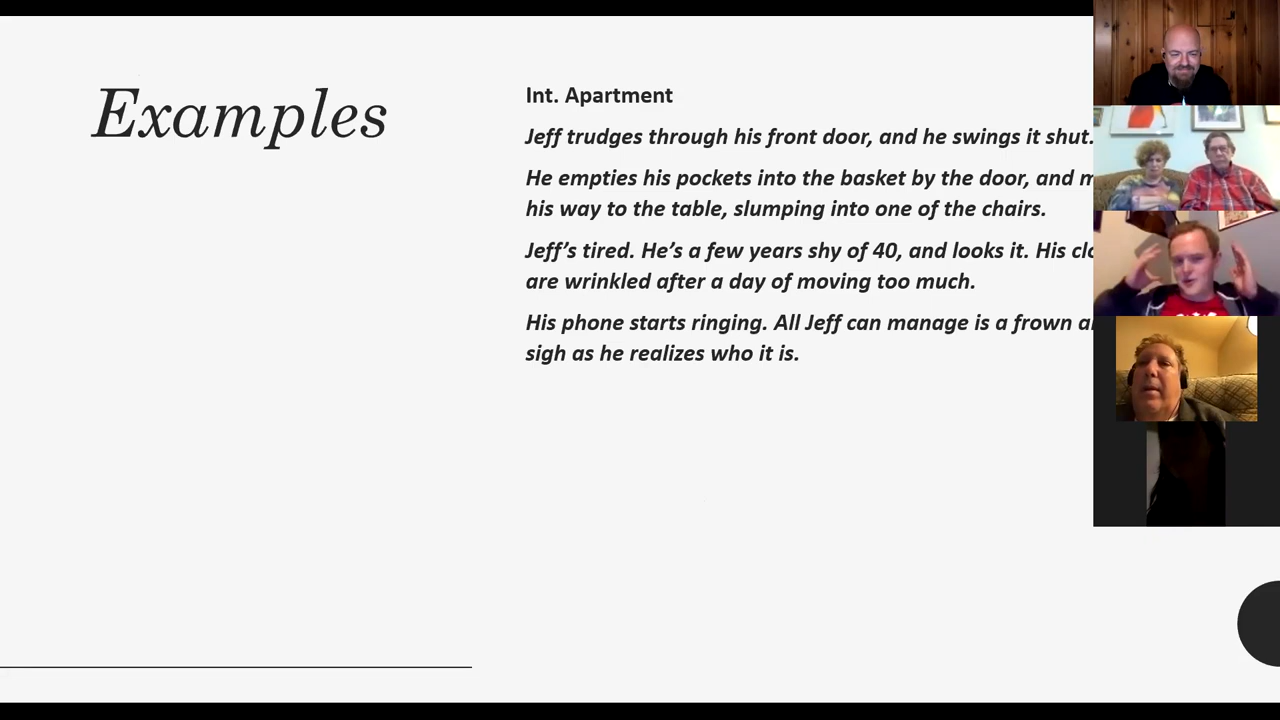 Examples
Int. Apartment
Jeff trudges through his front door, and he swings it shut.
He empties his pockets into the basket by the door, and
his way to the table, slumping into one of the chairs.
Jeff’s tired. He’s a few years shy of 40, and looks it. His
are wrinkled after a day of moving too much.
His phone starts ringing. All Jeff can manage is a frown
sigh as he realizes who it is.